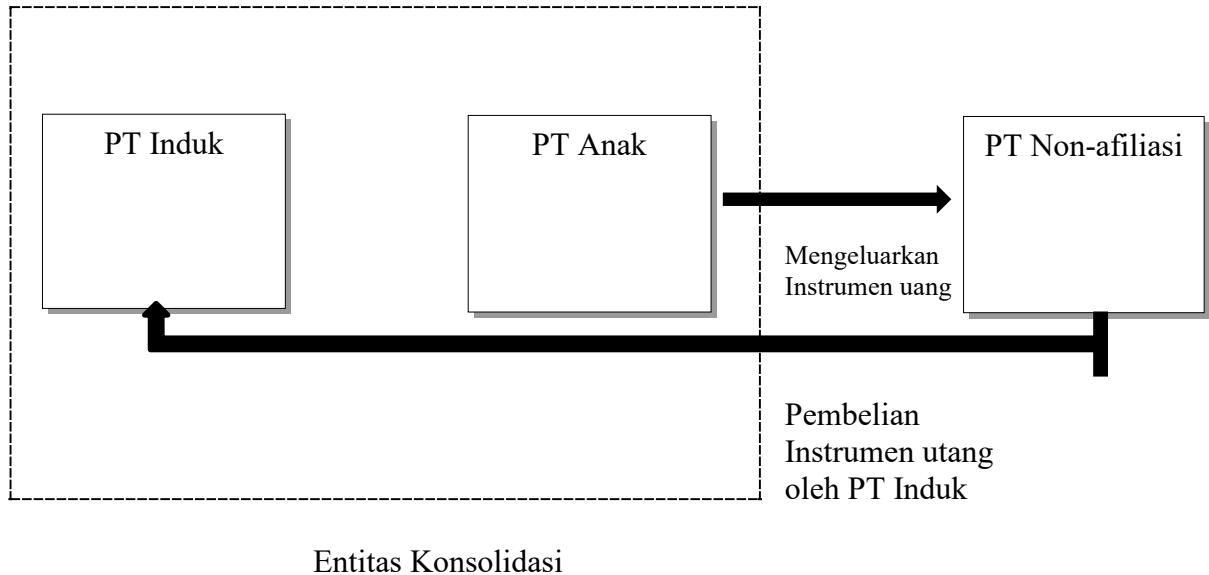 PT Induk
PT Anak
PT Non-afiliasi
Mengeluarkan
Instrumen uang
Pembelian
Instrumen utang
oleh PT Induk
Entitas Konsolidasi